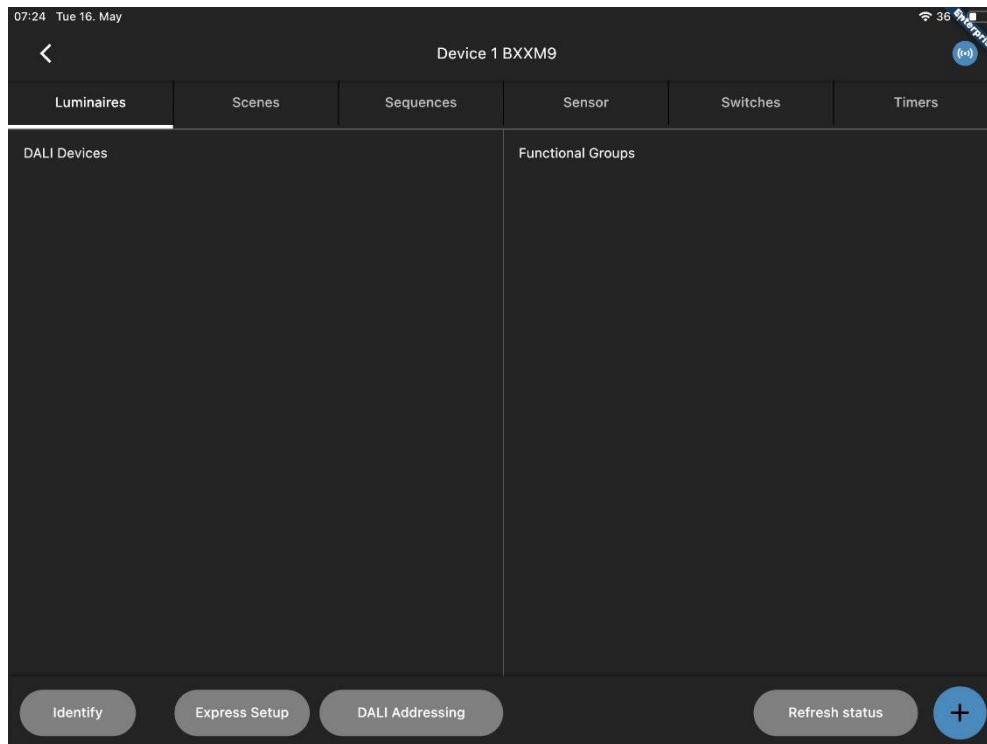 07:24 Tue 16. May
36
Enterpri
Device 1 BXXM9
Luminaires Scenes Sequences Sensor Switches Timers
DALI Devices Functional Groups
Identify Express Setup DALI Addressing Refresh status +